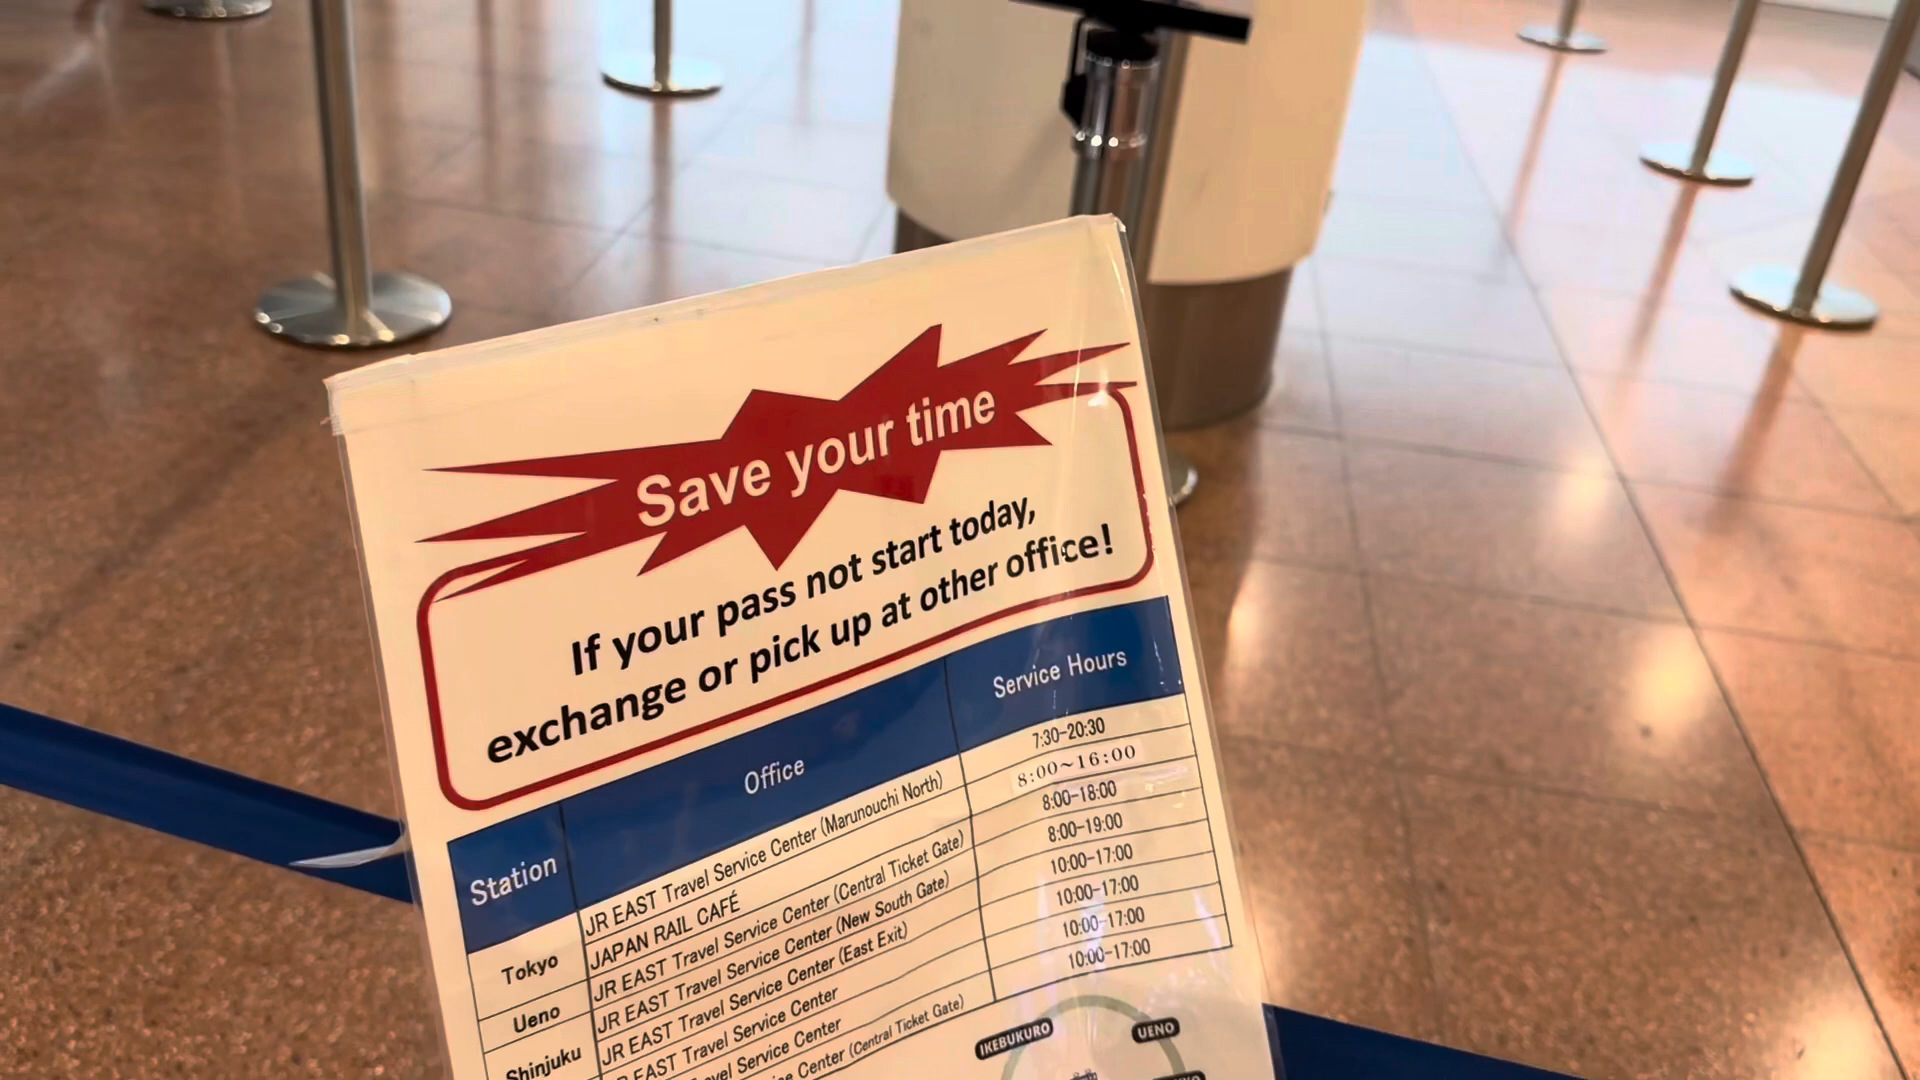 Save your time
If your pass not start today,
exchange or pick up at other office!
Station Office Service Hours
Tokyo JR EAST Travel Service Center (Marunouchi North) 7:30-20:30
JAPAN RAIL CAFÉ 8:00~16:00
Ueno JR EAST Travel Service Center (Central Ticket Gate) 8:00-18:00
Shinjuku JR EAST Travel Service Center (New South Gate) 8:00-19:00
JR EAST Travel Service Center (East Exit) 10:00-17:00
EAST Travel Service Center 10:00-17:00
Service Center 10:00-17:00
Center (Central Ticket Gate) 10:00-17:00
IKEBUKURO
UENO